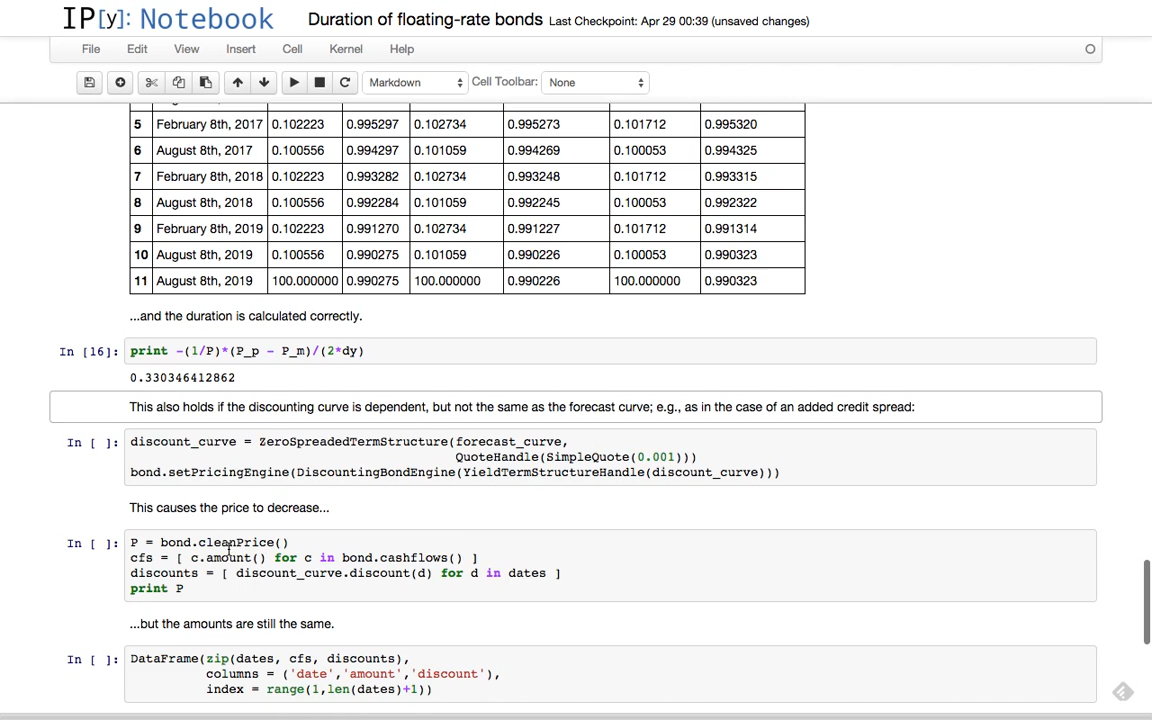 IP[y]: Notebook Duration of floating-rate bonds Last Checkpoint: Apr 29 00:39 (unsaved changes)
File Edit View Insert Cell Kernel Help
Markdown Cell Toolbar: None
5 February 8th, 2017 0.102223 0.995297 0.102734 0.995273 0.101712 0.995320
6 August 8th, 2017 0.100556 0.994297 0.101059 0.994269 0.100053 0.994325
7 February 8th, 2018 0.102223 0.993282 0.102734 0.993248 0.101712 0.993315
8 August 8th, 2018 0.100556 0.992284 0.101059 0.992245 0.100053 0.992322
9 February 8th, 2019 0.102223 0.991270 0.102734 0.991227 0.101712 0.991314
10 August 8th, 2019 0.100556 0.990275 0.101059 0.990226 0.100053 0.990323
11 August 8th, 2019 100.000000 0.990275 100.000000 0.990226 100.000000 0.990323
...and the duration is calculated correctly.
In [16]: print -(1/P)*(P_p - P_m)/(2*dy)
0.330346412862
This also holds if the discounting curve is dependent, but not the same as the forecast curve; e.g., as in the case of an added credit spread:
In [ ]: discount_curve = ZeroSpreadedTermStructure(forecast_curve,
QuoteHandle(SimpleQuote(0.001)))
bond.setPricingEngine(DiscountingBondEngine(YieldTermStructureHandle(discount_curve)))
This causes the price to decrease...
In [ ]: P = bond.cleanPrice()
cfs = [ c.amount() for c in bond.cashflows() ]
discounts = [ discount_curve.discount(d) for d in dates ]
print P
...but the amounts are still the same.
In [ ]: DataFrame(zip(dates, cfs, discounts),
columns = ('date','amount','discount'),
index = range(1,len(dates)+1))